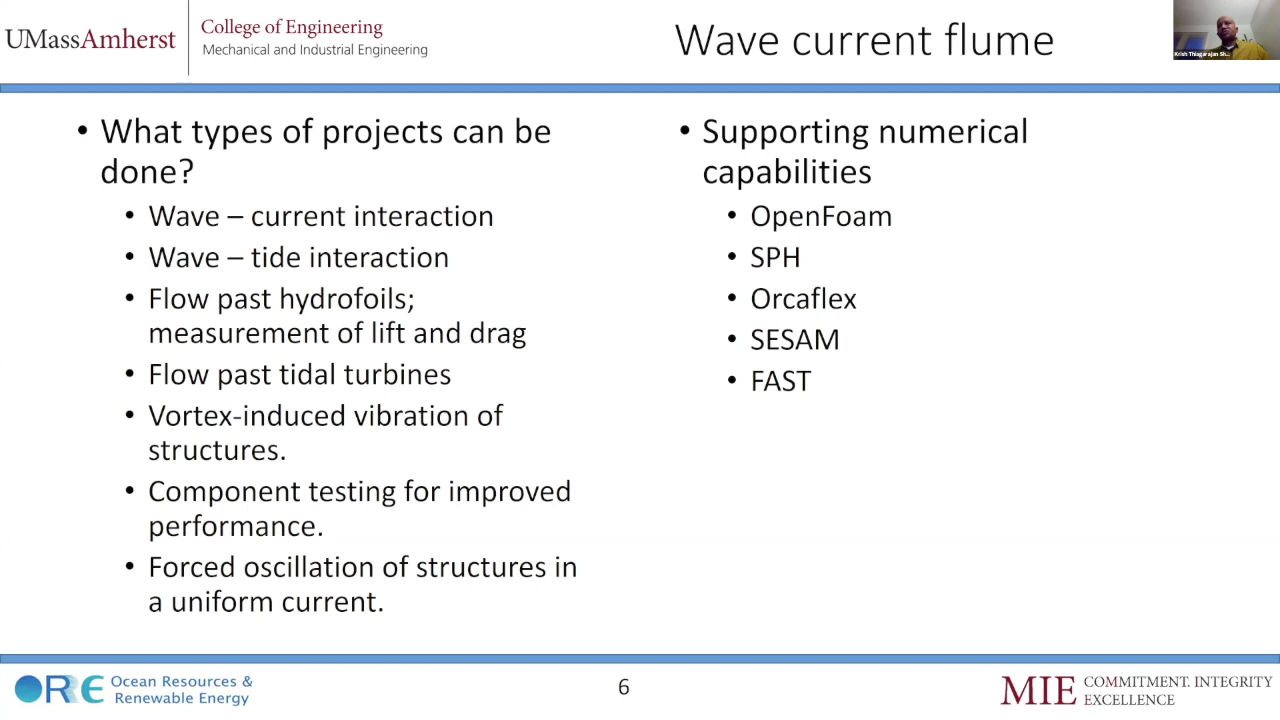 UMassAmherst
College of Engineering
Mechanical and Industrial Engineering
Wave current flume
Krish Thiagarajan Sh...
• What types of projects can be
done?
• Wave – current interaction
• Wave – tide interaction
• Flow past hydrofoils;
measurement of lift and drag
• Flow past tidal turbines
• Vortex-induced vibration of
structures.
• Component testing for improved
performance.
• Forced oscillation of structures in
a uniform current.
• Supporting numerical
capabilities
• OpenFoam
• SPH
• Orcaflex
• SESAM
• FAST
ORE Ocean Resources &
Renewable Energy
6
MIE COMMITMENT. INTEGRITY
EXCELLENCE